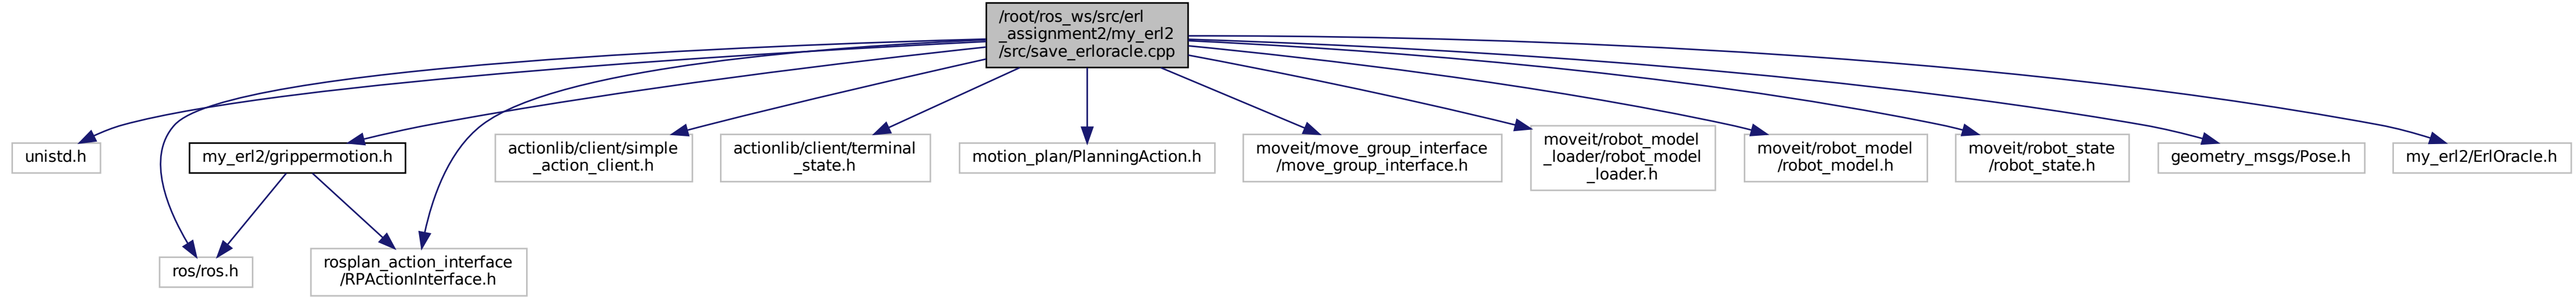 /root/ros_ws/src/erl
_assignment2/my_erl2
/src/save_erloracle.cpp
unistd.h
my_erl2/grippermotion.h
actionlib/client/simple
_action_client.h
actionlib/client/terminal
_state.h
motion_plan/PlanningAction.h
moveit/move_group_interface
/move_group_interface.h
moveit/robot_model
_loader/robot_model
_loader.h
moveit/robot_model
/robot_model.h
moveit/robot_state
/robot_state.h
geometry_msgs/Pose.h
my_erl2/ErlOracle.h
ros/ros.h
rosplan_action_interface
/RPActionInterface.h